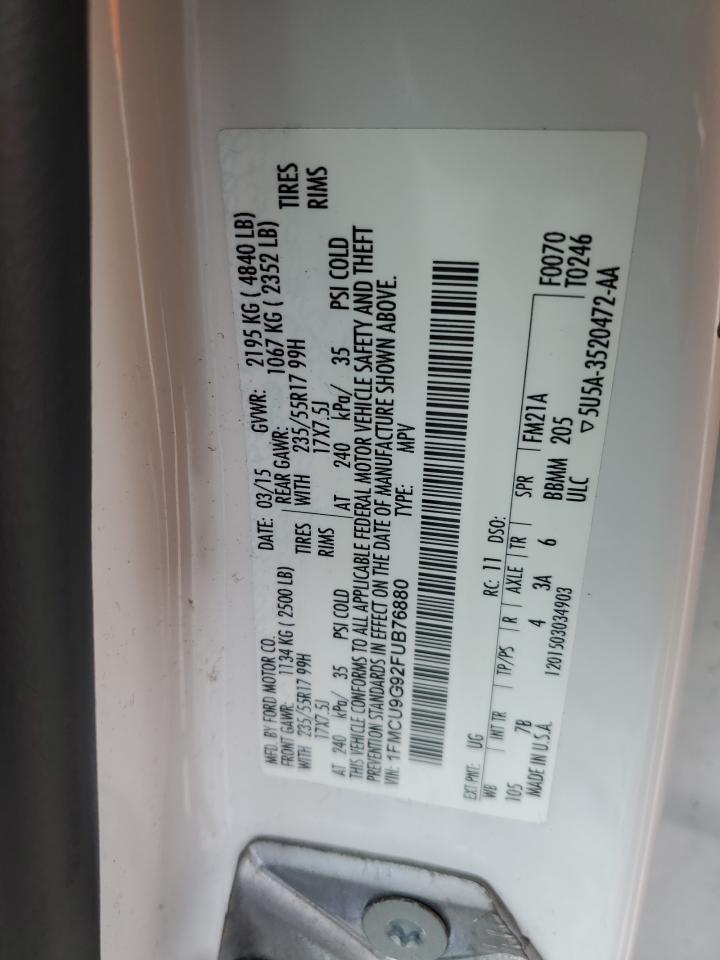 MFD. BY FORD MOTOR CO. DATE: 03/15 GVWR: 2195 KG ( 4840 LB)
FRONT GAWR: 1134 KG ( 2500 LB) REAR GAWR: 1067 KG ( 2352 LB)
WITH 235/55R17 99H TIRES WITH 235/55R17 99H TIRES
17X7.5J RIMS 17X7.5J RIMS
AT 240 kPa/ 35 PSI COLD AT 240 kPa/ 35 PSI COLD
THIS VEHICLE CONFORMS TO ALL APPLICABLE FEDERAL MOTOR VEHICLE SAFETY AND THEFT
PREVENTION STANDARDS IN EFFECT ON THE DATE OF MANUFACTURE SHOWN ABOVE.
VIN: 1FMCU9G92FUB76880 TYPE: MPV
EXT PNT: UG RC: 11 DSO:
WB INT TR TP/PS R AXLE TR SPR FM21A F0070
105 7B 4 3A 6 BBMM 205 T0246
MADE IN U.S.A. 1201503034903 ULC ▽5U5A-3520472-AA